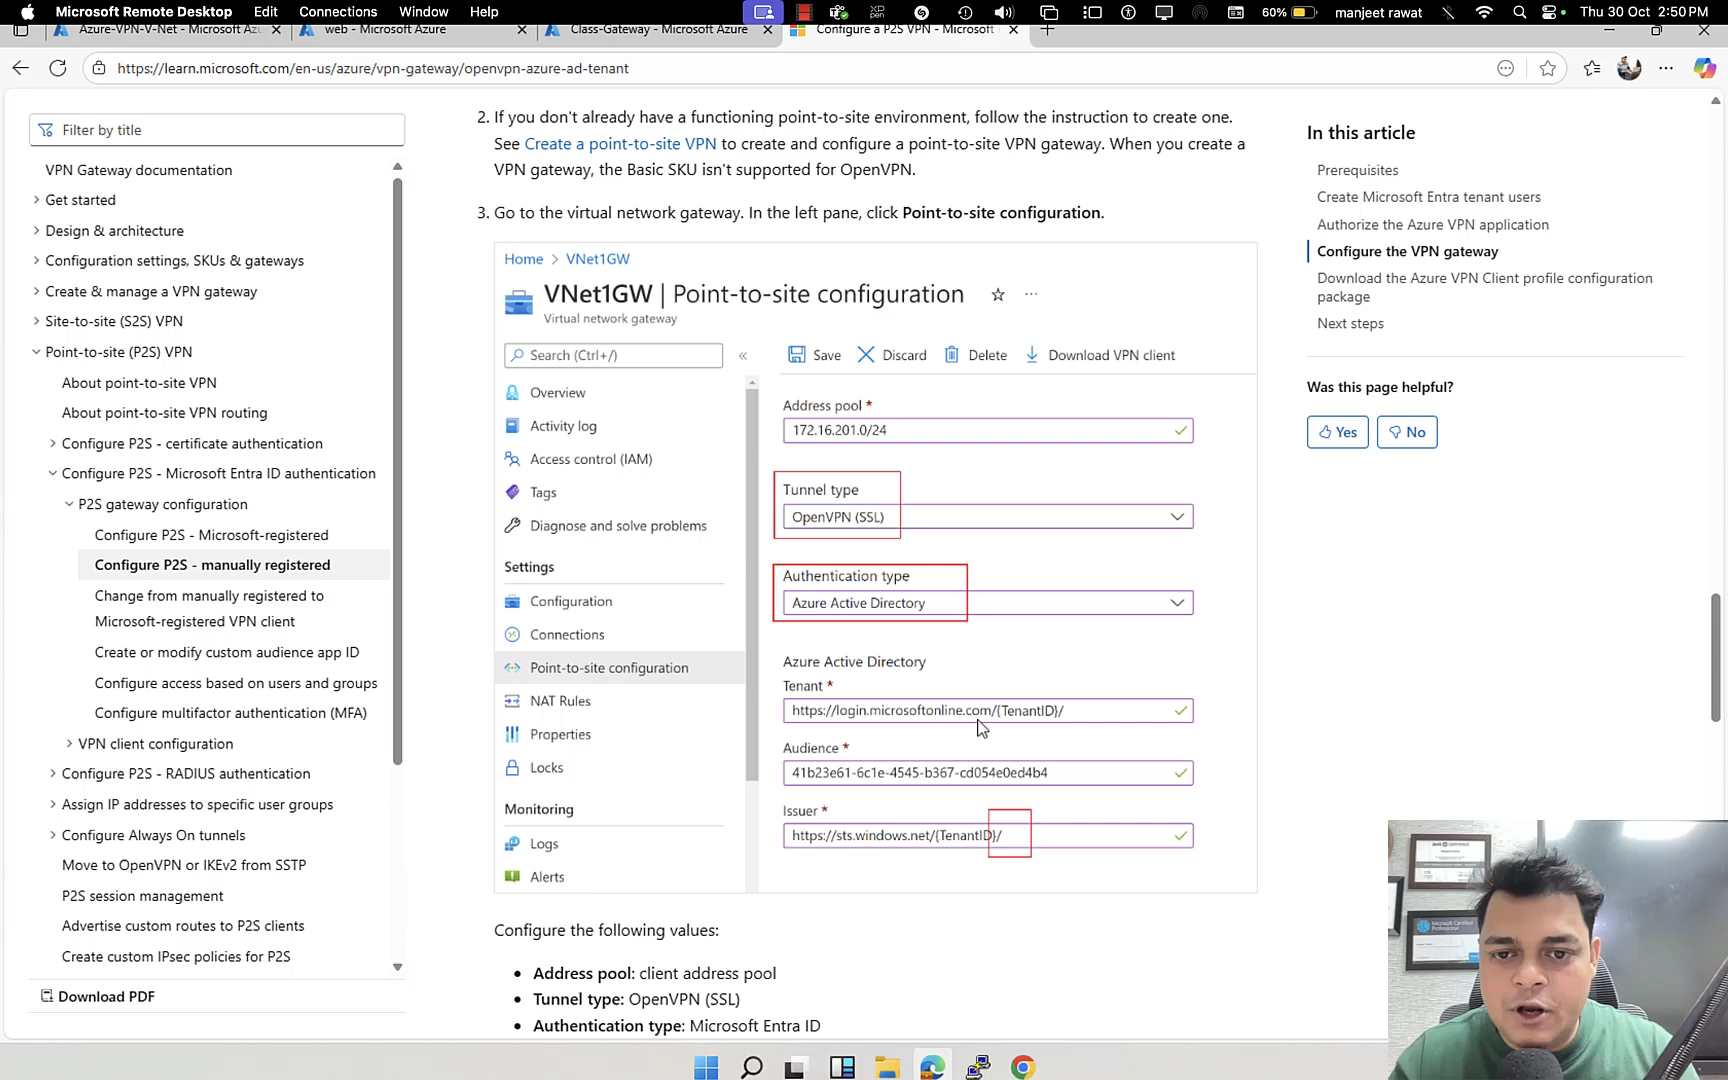 Microsoft Remote Desktop Edit Connections Window Help
60% manjeet rawat Thu 30 Oct 2:50 PM
Azure-VPN-V-Net - Microsoft Az
web - Microsoft Azure
Class-Gateway - Microsoft Azure
Configure a P2S VPN - Microsoft
https://learn.microsoft.com/en-us/azure/vpn-gateway/openvpn-azure-ad-tenant
Filter by title
VPN Gateway documentation
Get started
Design & architecture
Configuration settings, SKUs & gateways
Create & manage a VPN gateway
Site-to-site (S2S) VPN
Point-to-site (P2S) VPN
About point-to-site VPN
About point-to-site VPN routing
Configure P2S - certificate authentication
Configure P2S - Microsoft Entra ID authentication
P2S gateway configuration
Configure P2S - Microsoft-registered
Configure P2S - manually registered
Change from manually registered to
Microsoft-registered VPN client
Create or modify custom audience app ID
Configure access based on users and groups
Configure multifactor authentication (MFA)
VPN client configuration
Configure P2S - RADIUS authentication
Assign IP addresses to specific user groups
Configure Always On tunnels
Move to OpenVPN or IKEv2 from SSTP
P2S session management
Advertise custom routes to P2S clients
Create custom IPsec policies for P2S
Download PDF
2. If you don't already have a functioning point-to-site environment, follow the instruction to create one.
See Create a point-to-site VPN to create and configure a point-to-site VPN gateway. When you create a
VPN gateway, the Basic SKU isn't supported for OpenVPN.
3. Go to the virtual network gateway. In the left pane, click Point-to-site configuration.
Home > VNet1GW
VNet1GW | Point-to-site configuration
Virtual network gateway
Search (Ctrl+/)
Overview
Activity log
Access control (IAM)
Tags
Diagnose and solve problems
Settings
Configuration
Connections
Point-to-site configuration
NAT Rules
Properties
Locks
Monitoring
Logs
Alerts
Save Discard Delete Download VPN client
Address pool *
172.16.201.0/24
Tunnel type
OpenVPN (SSL)
Authentication type
Azure Active Directory
Azure Active Directory
Tenant *
https://login.microsoftonline.com/{TenantID}/
Audience *
41b23e61-6c1e-4545-b367-cd054e0ed4b4
Issuer *
https://sts.windows.net/{TenantID}/
Configure the following values:
Address pool: client address pool
Tunnel type: OpenVPN (SSL)
Authentication type: Microsoft Entra ID
In this article
Prerequisites
Create Microsoft Entra tenant users
Authorize the Azure VPN application
Configure the VPN gateway
Download the Azure VPN Client profile configuration
package
Next steps
Was this page helpful?
Yes
No